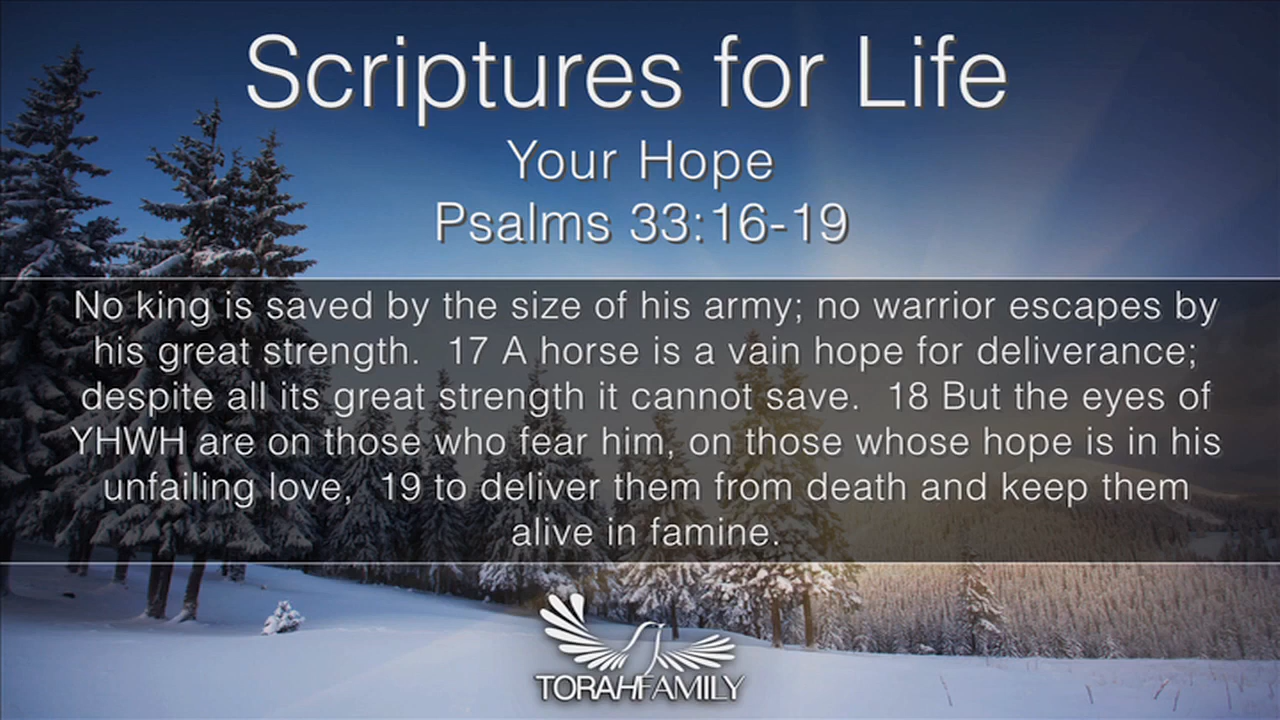 Scriptures for Life
Your Hope
Psalms 33:16-19
No king is saved by the size of his army; no warrior escapes by
his great strength.  17 A horse is a vain hope for deliverance;
despite all its great strength it cannot save.  18 But the eyes of
YHWH are on those who fear him, on those whose hope is in his
unfailing love,  19 to deliver them from death and keep them
alive in famine.
TORAHFAMILY